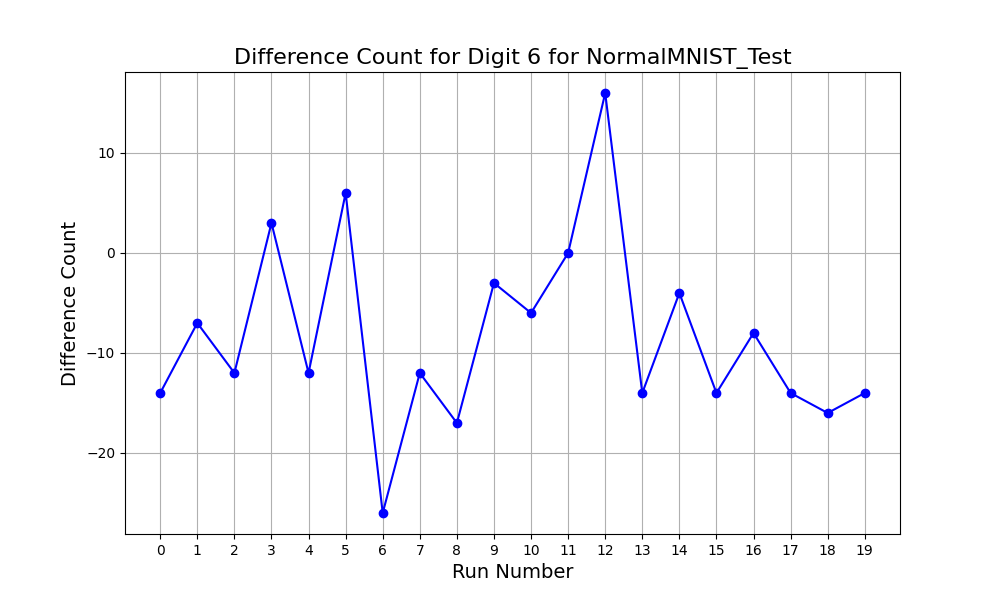 Difference Count for Digit 6 for NormalMNIST_Test
10
0
−10
−20
Difference Count
0 1 2 3 4 5 6 7 8 9 10 11 12 13 14 15 16 17 18 19
Run Number